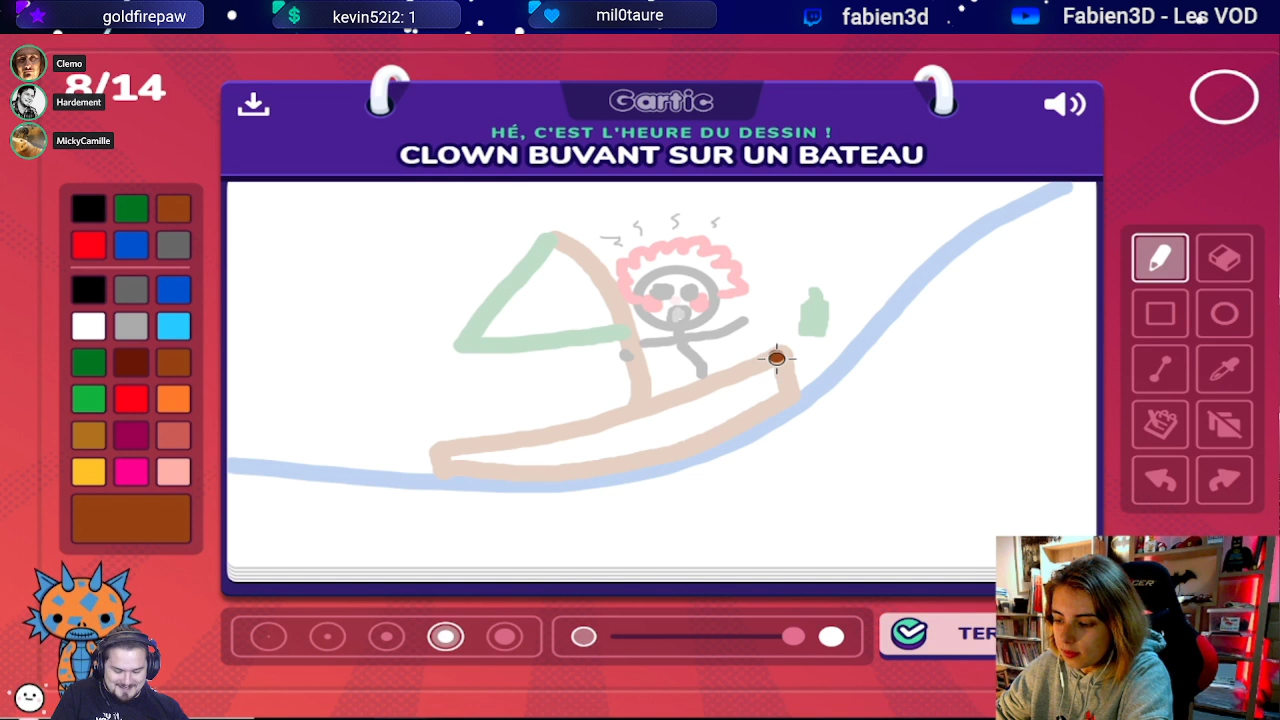 goldfirepaw
kevin52i2: 1
mil0taure
fabien3d
Fabien3D - Les VOD
Clemo
8/14
Hardement
MickyCamille
Gartic
HÉ, C'EST L'HEURE DU DESSIN !
CLOWN BUVANT SUR UN BATEAU
TER